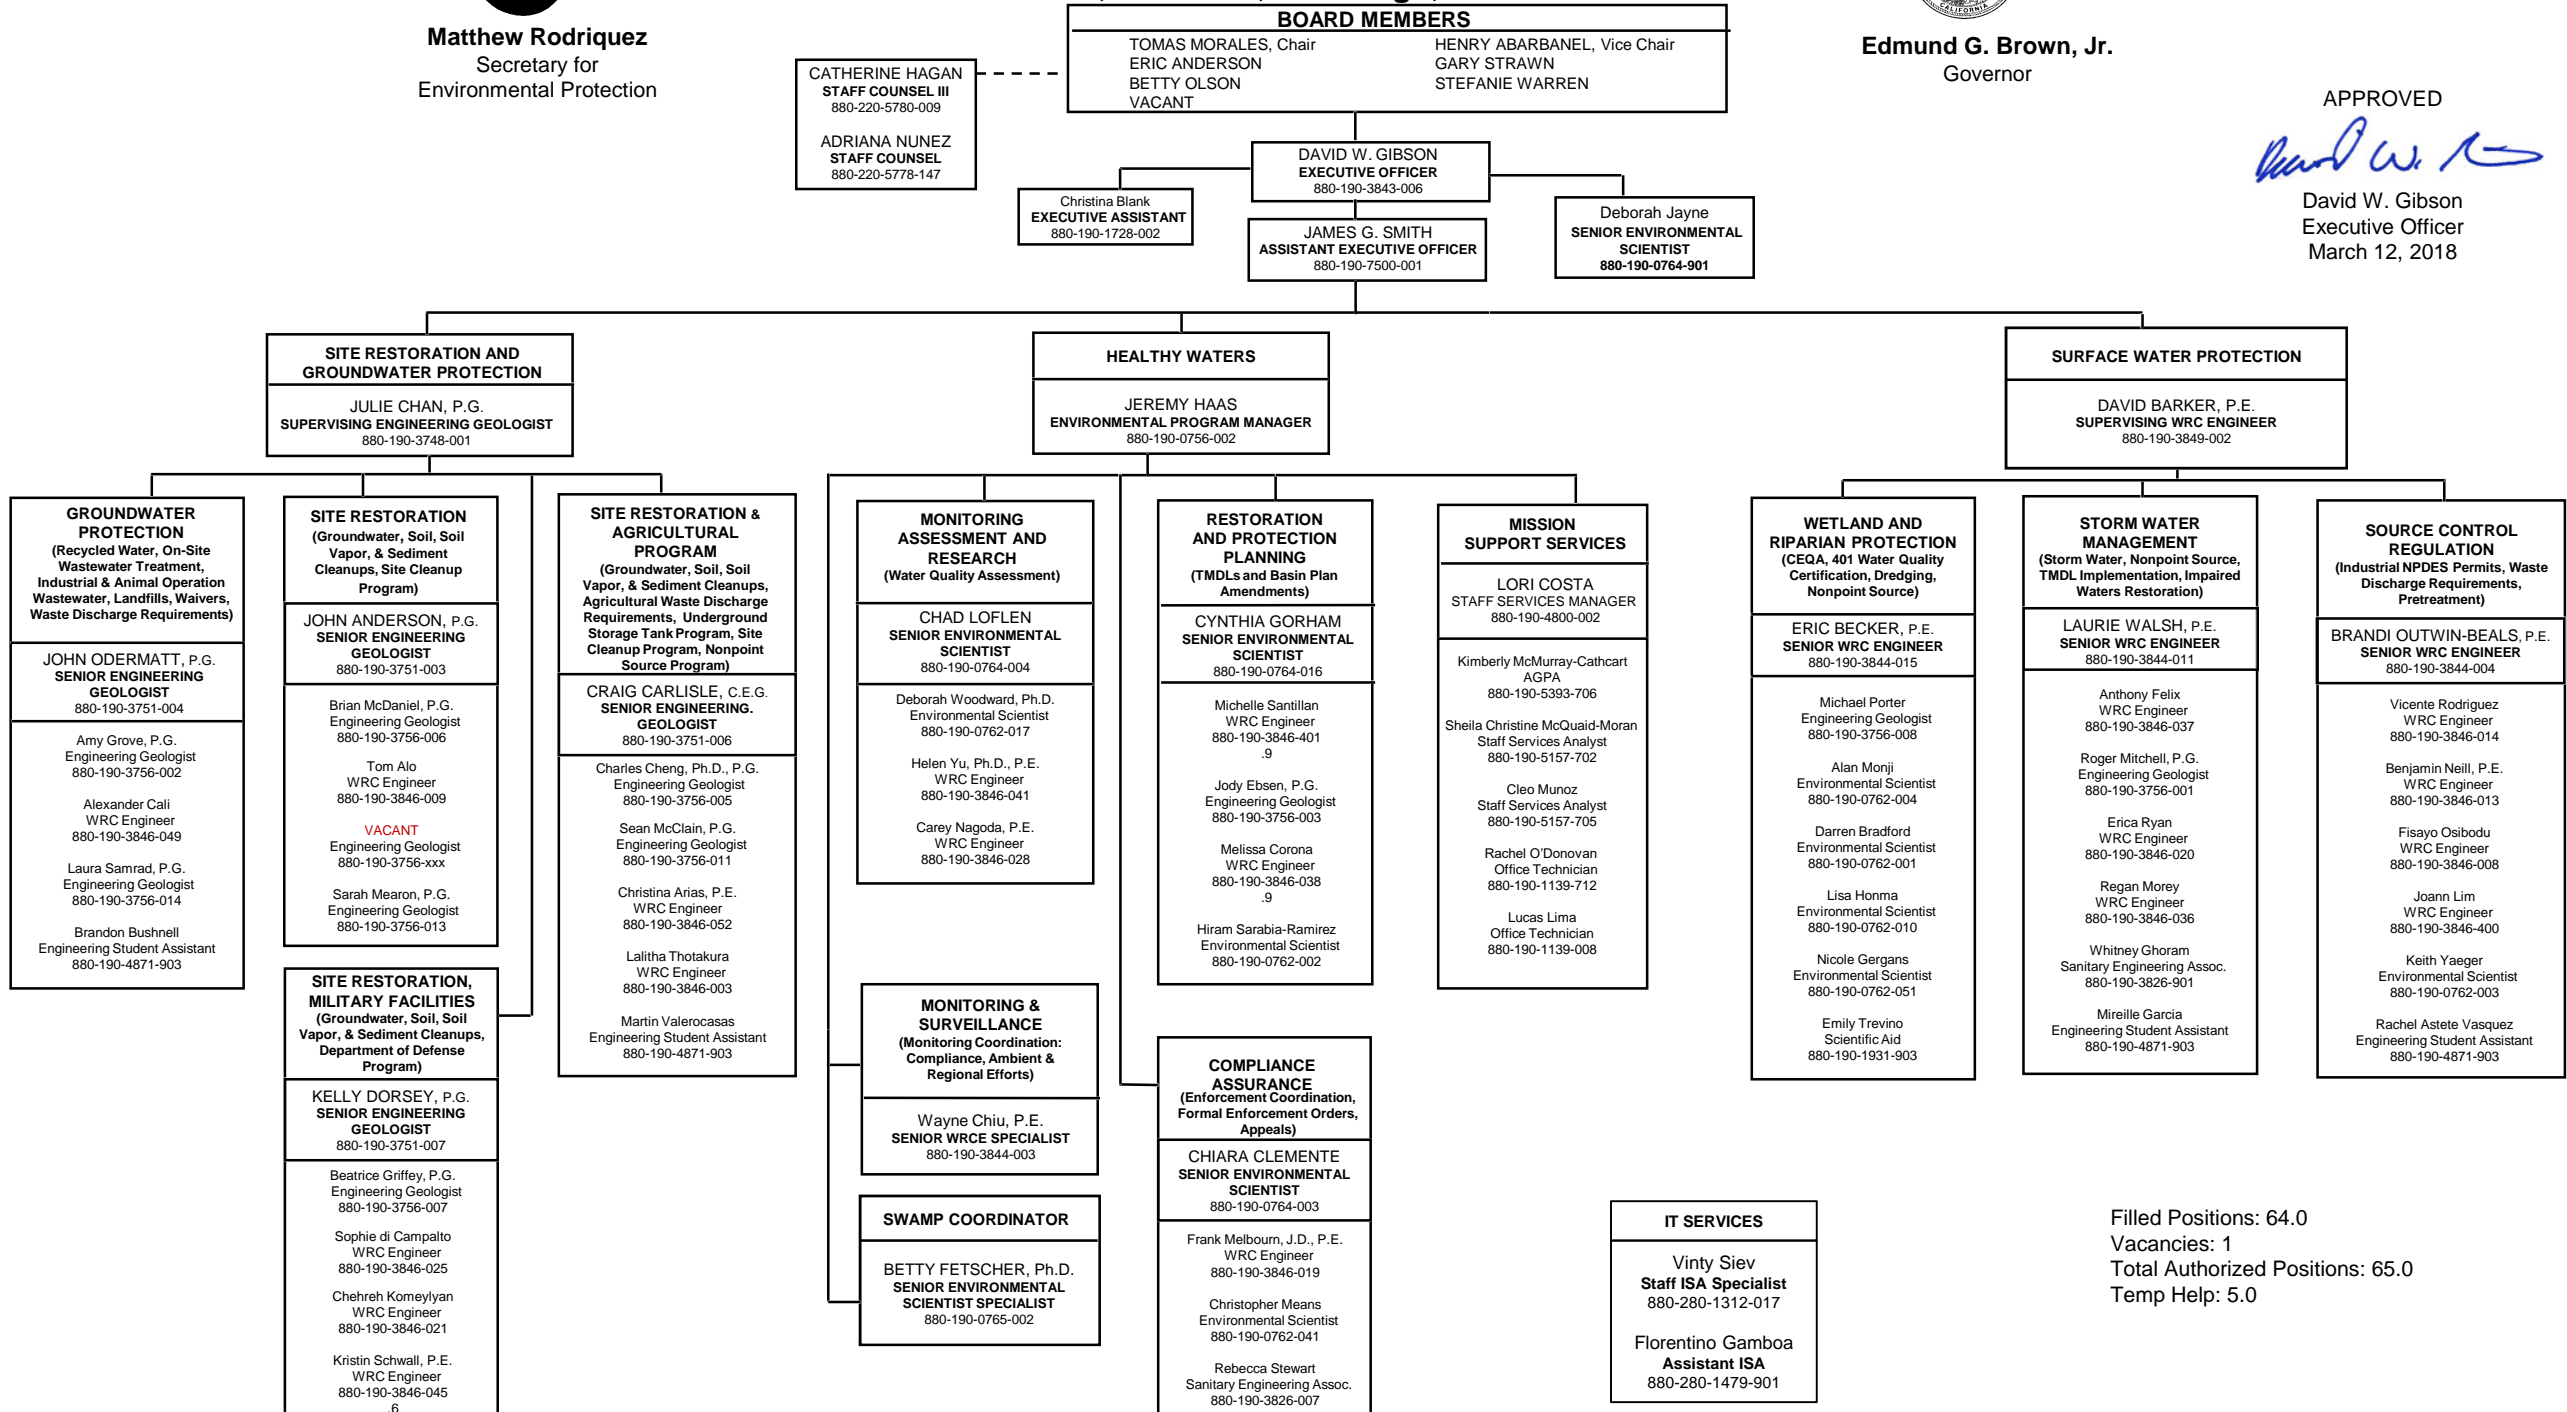 Matthew Rodriquez
Secretary for
Environmental Protection
CATHERINE HAGAN
STAFF COUNSEL III
880-220-5780-009
ADRIANA NUNEZ
STAFF COUNSEL
880-220-5778-147
BOARD MEMBERS
TOMAS MORALES, Chair
ERIC ANDERSON
BETTY OLSON
VACANT
HENRY ABARBANEL, Vice Chair
GARY STRAWN
STEFANIE WARREN
CALIFORNIA
Edmund G. Brown, Jr.
Governor
APPROVED
David W. Gibson
Executive Officer
March 12, 2018
DAVID W. GIBSON
EXECUTIVE OFFICER
880-190-3843-006
Christina Blank
EXECUTIVE ASSISTANT
880-190-1728-002
JAMES G. SMITH
ASSISTANT EXECUTIVE OFFICER
880-190-7500-001
Deborah Jayne
SENIOR ENVIRONMENTAL
SCIENTIST
880-190-0764-901
SITE RESTORATION AND
GROUNDWATER PROTECTION
JULIE CHAN, P.G.
SUPERVISING ENGINEERING GEOLOGIST
880-190-3748-001
HEALTHY WATERS
JEREMY HAAS
ENVIRONMENTAL PROGRAM MANAGER
880-190-0756-002
SURFACE WATER PROTECTION
DAVID BARKER, P.E.
SUPERVISING WRC ENGINEER
880-190-3849-002
GROUNDWATER
PROTECTION
(Recycled Water, On-Site
Wastewater Treatment,
Industrial & Animal Operation
Wastewater, Landfills, Waivers,
Waste Discharge Requirements)
JOHN ODERMATT, P.G.
SENIOR ENGINEERING
GEOLOGIST
880-190-3751-004
Amy Grove, P.G.
Engineering Geologist
880-190-3756-002
Alexander Cali
WRC Engineer
880-190-3846-049
Laura Samrad, P.G.
Engineering Geologist
880-190-3756-014
Brandon Bushnell
Engineering Student Assistant
880-190-4871-903
SITE RESTORATION
(Groundwater, Soil, Soil
Vapor, & Sediment
Cleanups, Site Cleanup
Program)
JOHN ANDERSON, P.G.
SENIOR ENGINEERING
GEOLOGIST
880-190-3751-003
Brian McDaniel, P.G.
Engineering Geologist
880-190-3756-006
Tom Alo
WRC Engineer
880-190-3846-009
VACANT
Engineering Geologist
880-190-3756-xxx
Sarah Mearon, P.G.
Engineering Geologist
880-190-3756-013
SITE RESTORATION,
MILITARY FACILITIES
(Groundwater, Soil, Soil
Vapor, & Sediment Cleanups,
Department of Defense
Program)
KELLY DORSEY, P.G.
SENIOR ENGINEERING
GEOLOGIST
880-190-3751-007
Beatrice Griffey, P.G.
Engineering Geologist
880-190-3756-007
Sophie di Campalto
WRC Engineer
880-190-3846-025
Chehreh Komeylyan
WRC Engineer
880-190-3846-021
Kristin Schwall, P.E.
WRC Engineer
880-190-3846-045
.6
SITE RESTORATION &
AGRICULTURAL
PROGRAM
(Groundwater, Soil, Soil
Vapor, & Sediment Cleanups,
Agricultural Waste Discharge
Requirements, Underground
Storage Tank Program, Site
Cleanup Program, Nonpoint
Source Program)
CRAIG CARLISLE, C.E.G.
SENIOR ENGINEERING.
GEOLOGIST
880-190-3751-006
Charles Cheng, Ph.D., P.G.
Engineering Geologist
880-190-3756-005
Sean McClain, P.G.
Engineering Geologist
880-190-3756-011
Christina Arias, P.E.
WRC Engineer
880-190-3846-052
Lalitha Thotakura
WRC Engineer
880-190-3846-003
Martin Valerocasas
Engineering Student Assistant
880-190-4871-903
MONITORING
ASSESSMENT AND
RESEARCH
(Water Quality Assessment)
CHAD LOFLEN
SENIOR ENVIRONMENTAL
SCIENTIST
880-190-0764-004
Deborah Woodward, Ph.D.
Environmental Scientist
880-190-0762-017
Helen Yu, Ph.D., P.E.
WRC Engineer
880-190-3846-041
Carey Nagoda, P.E.
WRC Engineer
880-190-3846-028
MONITORING &
SURVEILLANCE
(Monitoring Coordination:
Compliance, Ambient &
Regional Efforts)
Wayne Chiu, P.E.
SENIOR WRCE SPECIALIST
880-190-3844-003
SWAMP COORDINATOR
BETTY FETSCHER, Ph.D.
SENIOR ENVIRONMENTAL
SCIENTIST SPECIALIST
880-190-0765-002
RESTORATION
AND PROTECTION
PLANNING
(TMDLs and Basin Plan
Amendments)
CYNTHIA GORHAM
SENIOR ENVIRONMENTAL
SCIENTIST
880-190-0764-016
Michelle Santillan
WRC Engineer
880-190-3846-401
.9
Jody Ebsen, P.G.
Engineering Geologist
880-190-3756-003
Melissa Corona
WRC Engineer
880-190-3846-038
.9
Hiram Sarabia-Ramirez
Environmental Scientist
880-190-0762-002
COMPLIANCE
ASSURANCE
(Enforcement Coordination,
Formal Enforcement Orders,
Appeals)
CHIARA CLEMENTE
SENIOR ENVIRONMENTAL
SCIENTIST
880-190-0764-003
Frank Melbourn, J.D., P.E.
WRC Engineer
880-190-3846-019
Christopher Means
Environmental Scientist
880-190-0762-041
Rebecca Stewart
Sanitary Engineering Assoc.
880-190-3826-007
MISSION
SUPPORT SERVICES
LORI COSTA
STAFF SERVICES MANAGER
880-190-4800-002
Kimberly McMurray-Cathcart
AGPA
880-190-5393-706
Sheila Christine McQuaid-Moran
Staff Services Analyst
880-190-5157-702
Cleo Munoz
Staff Services Analyst
880-190-5157-705
Rachel O'Donovan
Office Technician
880-190-1139-712
Lucas Lima
Office Technician
880-190-1139-008
WETLAND AND
RIPARIAN PROTECTION
(CEQA, 401 Water Quality
Certification, Dredging,
Nonpoint Source)
ERIC BECKER, P.E.
SENIOR WRC ENGINEER
880-190-3844-015
Michael Porter
Engineering Geologist
880-190-3756-008
Alan Monji
Environmental Scientist
880-190-0762-004
Darren Bradford
Environmental Scientist
880-190-0762-001
Lisa Honma
Environmental Scientist
880-190-0762-010
Nicole Gergans
Environmental Scientist
880-190-0762-051
Emily Trevino
Scientific Aid
880-190-1931-903
STORM WATER
MANAGEMENT
(Storm Water, Nonpoint Source,
TMDL Implementation, Impaired
Waters Restoration)
LAURIE WALSH, P.E.
SENIOR WRC ENGINEER
880-190-3844-011
Anthony Felix
WRC Engineer
880-190-3846-037
Roger Mitchell, P.G.
Engineering Geologist
880-190-3756-001
Erica Ryan
WRC Engineer
880-190-3846-020
Regan Morey
WRC Engineer
880-190-3846-036
Whitney Ghoram
Sanitary Engineering Assoc.
880-190-3826-901
Mireille Garcia
Engineering Student Assistant
880-190-4871-903
SOURCE CONTROL
REGULATION
(Industrial NPDES Permits, Waste
Discharge Requirements,
Pretreatment)
BRANDI OUTWIN-BEALS, P.E.
SENIOR WRC ENGINEER
880-190-3844-004
Vicente Rodriguez
WRC Engineer
880-190-3846-014
Benjamin Neill, P.E.
WRC Engineer
880-190-3846-013
Fisayo Osibodu
WRC Engineer
880-190-3846-008
Joann Lim
WRC Engineer
880-190-3846-400
Keith Yaeger
Environmental Scientist
880-190-0762-003
Rachel Astete Vasquez
Engineering Student Assistant
880-190-4871-903
IT SERVICES
Vinty Siev
Staff ISA Specialist
880-280-1312-017
Florentino Gamboa
Assistant ISA
880-280-1479-901
Filled Positions: 64.0
Vacancies: 1
Total Authorized Positions: 65.0
Temp Help: 5.0